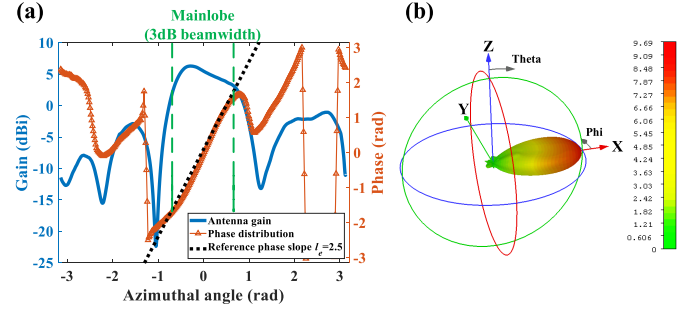 (a)
Mainlobe
(3dB beamwidth)
10
5
0
-5
-10
-15
-20
-25
Gain (dBi)
3
2
1
0
-1
-2
-3
Phase (rad)
Antenna gain
Phase distribution
Reference phase slope l_e=2.5
-3
-2
-1
0
1
2
3
Azimuthal angle (rad)
(b)
Z
Theta
Y
Phi
X
9.69
8.48
7.87
7.27
6.66
6.06
5.45
4.85
4.24
3.63
3.03
2.42
1.82
1.21
0.606
0